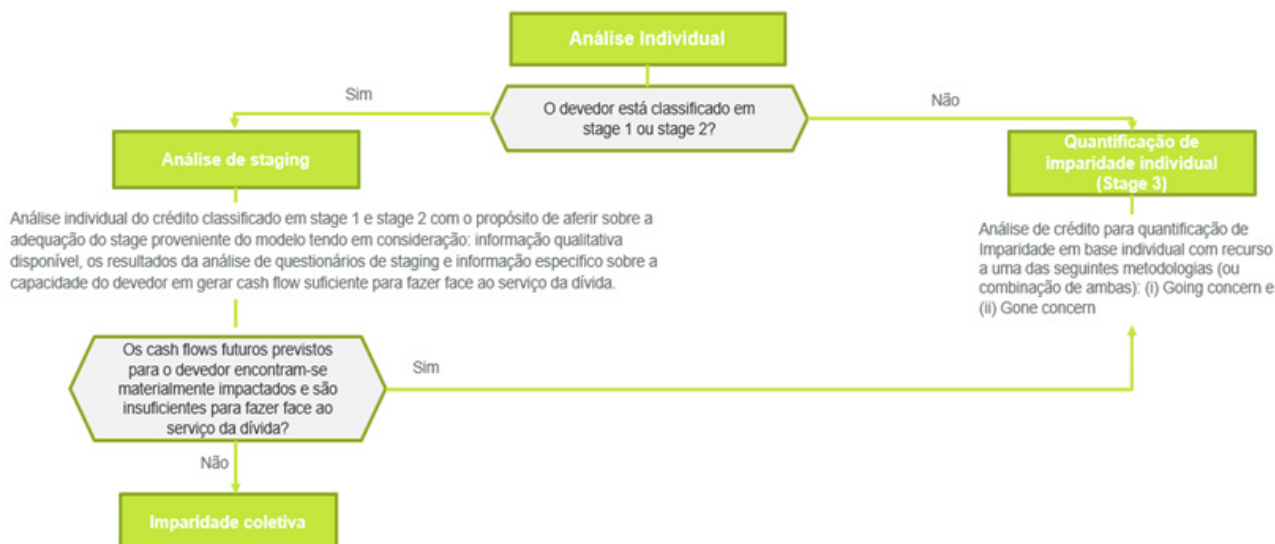 Análise Individual
Sim
O devedor está classificado em
stage 1 ou stage 2?
Não
Análise de staging
Quantificação de
imparidade individual
(Stage 3)
Análise individual do crédito classificado em stage 1 e stage 2 com o propósito de aferir sobre a
adequação do stage proveniente do modelo tendo em consideração: informação qualitativa
disponível, os resultados da análise de questionários de staging e informação especifico sobre a
capacidade do devedor em gerar cash flow suficiente para fazer face ao serviço da dívida.
Análise de crédito para quantificação de
Imparidade em base individual com recurso
a uma das seguintes metodologias (ou
combinação de ambas): (i) Going concern e
(ii) Gone concern
Os cash flows futuros previstos
para o devedor encontram-se
materialmente impactados e são
insuficientes para fazer face ao
serviço da dívida?
Sim
Não
Imparidade coletiva